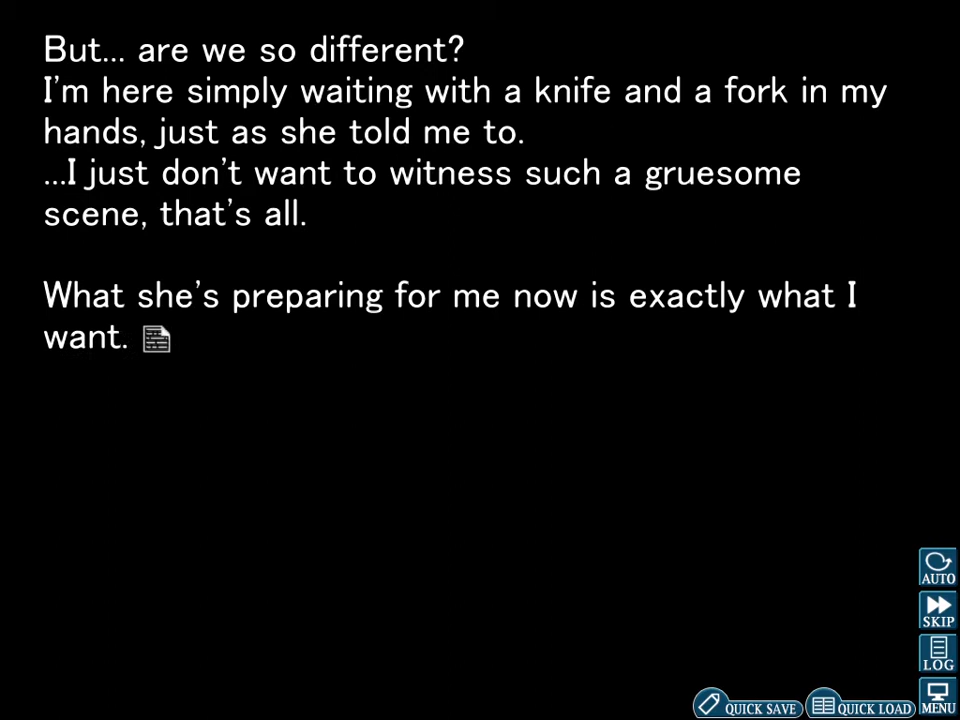 But... are we so different?
I'm here simply waiting with a knife and a fork in my
hands, just as she told me to.
...I just don't want to witness such a gruesome
scene, that's all.
What she's preparing for me now is exactly what I
want.
AUTO
SKIP
LOG
QUICK SAVE QUICK LOAD MENU